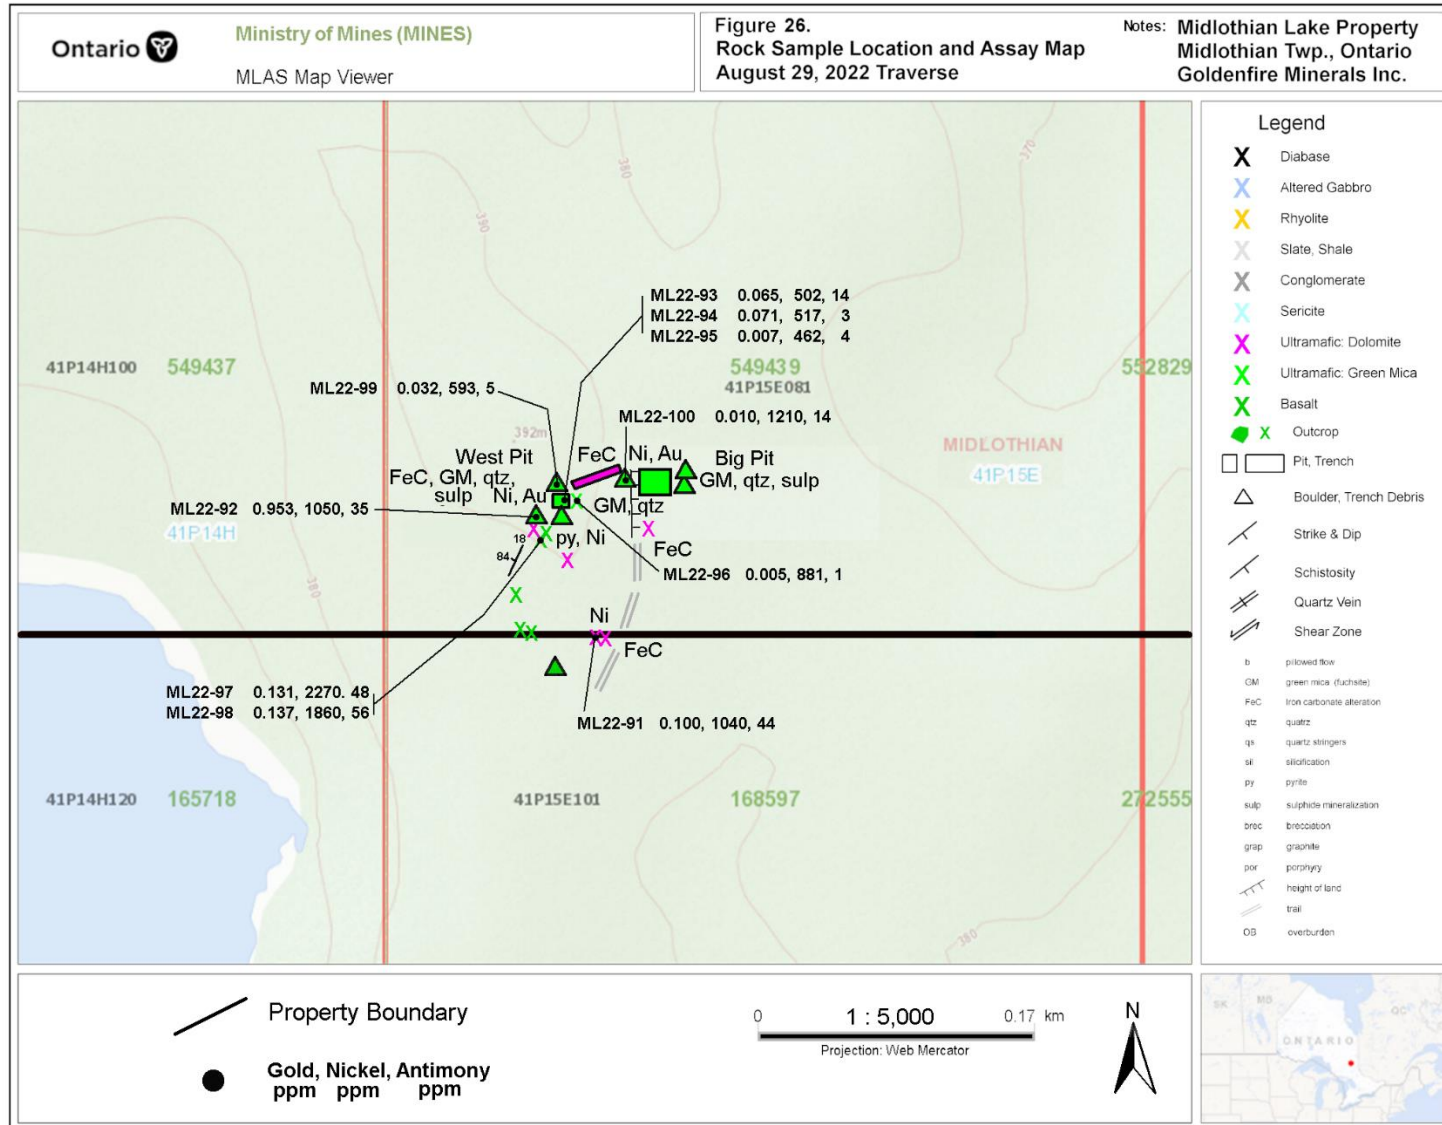 Ontario
Ministry of Mines (MINES)
MLAS Map Viewer
Figure 26.
Rock Sample Location and Assay Map
August 29, 2022 Traverse
Notes: Midlothian Lake Property
Midlothian Twp., Ontario
Goldenfire Minerals Inc.
380
370
390
ML22-93 0.065, 502, 14
ML22-94 0.071, 517, 3
ML22-95 0.007, 462, 4
41P14H100 549437
549439
41P15E081
552829
ML22-99 0.032, 593, 5
ML22-100 0.010, 1210, 14
392m
MIDLOTHIAN
41P15E
West Pit
FeC, GM, qtz,
sulp
Ni, Au
FeC
Ni, Au
Big Pit
GM, qtz, sulp
GM, qtz
ML22-92 0.953, 1050, 35
41P14H
18
84
py, Ni
FeC
ML22-96 0.005, 881, 1
380
Ni
FeC
ML22-97 0.131, 2270. 48
ML22-98 0.137, 1860, 56
ML22-91 0.100, 1040, 44
41P14H120 165718
41P15E101
168597
272555
380
Legend
X Diabase
X Altered Gabbro
X Rhyolite
X Slate, Shale
X Conglomerate
X Sericite
X Ultramafic: Dolomite
X Ultramafic: Green Mica
X Basalt
X Outcrop
Pit, Trench
Boulder, Trench Debris
Strike & Dip
Schistosity
Quartz Vein
Shear Zone
b pillowed flow
GM green mica (fuchsite)
FeC Iron carbonate alteration
qtz quatrz
qs quartz stringers
sil silicification
py pyrite
sulp sulphide mineralization
brec brecciation
grap graphite
por porphyry
height of land
trail
OB overburden
Property Boundary
Gold, Nickel, Antimony
ppm ppm ppm
0 1 : 5,000 0.17 km
Projection: Web Mercator
N
SK
MB
ONTARIO
QC